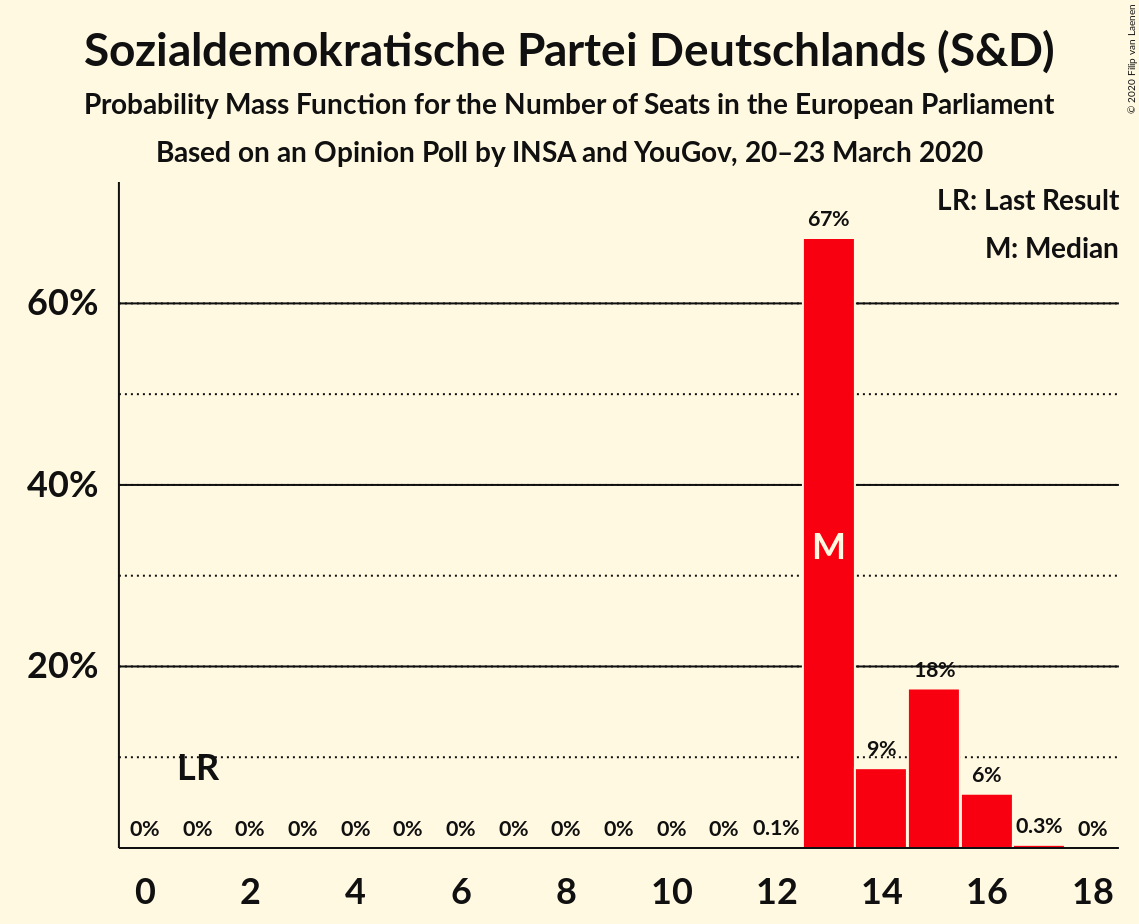 Sozialdemokratische Partei Deutschlands (S&D)
Probability Mass Function for the Number of Seats in the European Parliament
Based on an Opinion Poll by INSA and YouGov, 20–23 March 2020
© 2020 Filip van Laenen
LR: Last Result
M: Median
67%
60%
M
40%
20%
18%
9%
LR
6%
0% 0% 0% 0% 0% 0% 0% 0% 0% 0% 0% 0% 0.1% 0.3% 0%
0 2 4 6 8 10 12 14 16 18